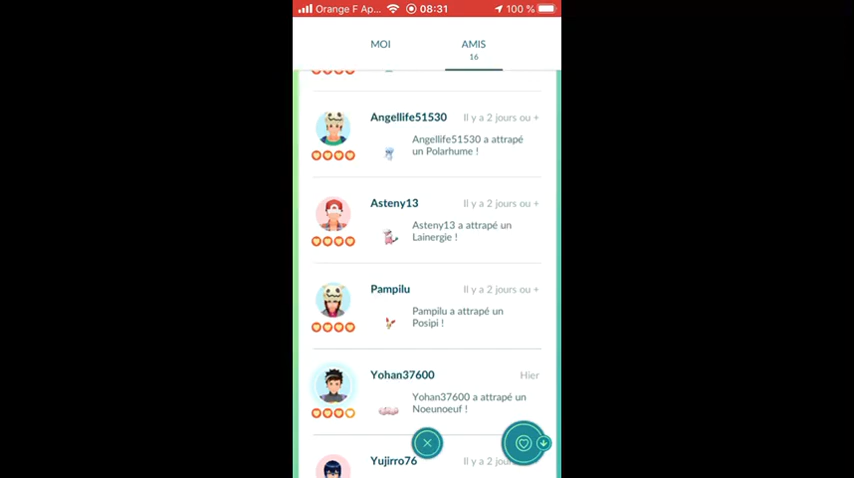 Orange F Ap... 08:31 100 %
MOI
AMIS
16
Angellife51530 Il y a 2 jours ou +
Angellife51530 a attrapé
un Polarhume !
Asteny13 Il y a 2 jours ou +
Asteny13 a attrapé un
Lainergie !
Pampilu Il y a 2 jours ou +
Pampilu a attrapé un
Posipi !
Yohan37600 Hier
Yohan37600 a attrapé un
Noeunoeuf !
Yujirro76 Il y a 2 jou